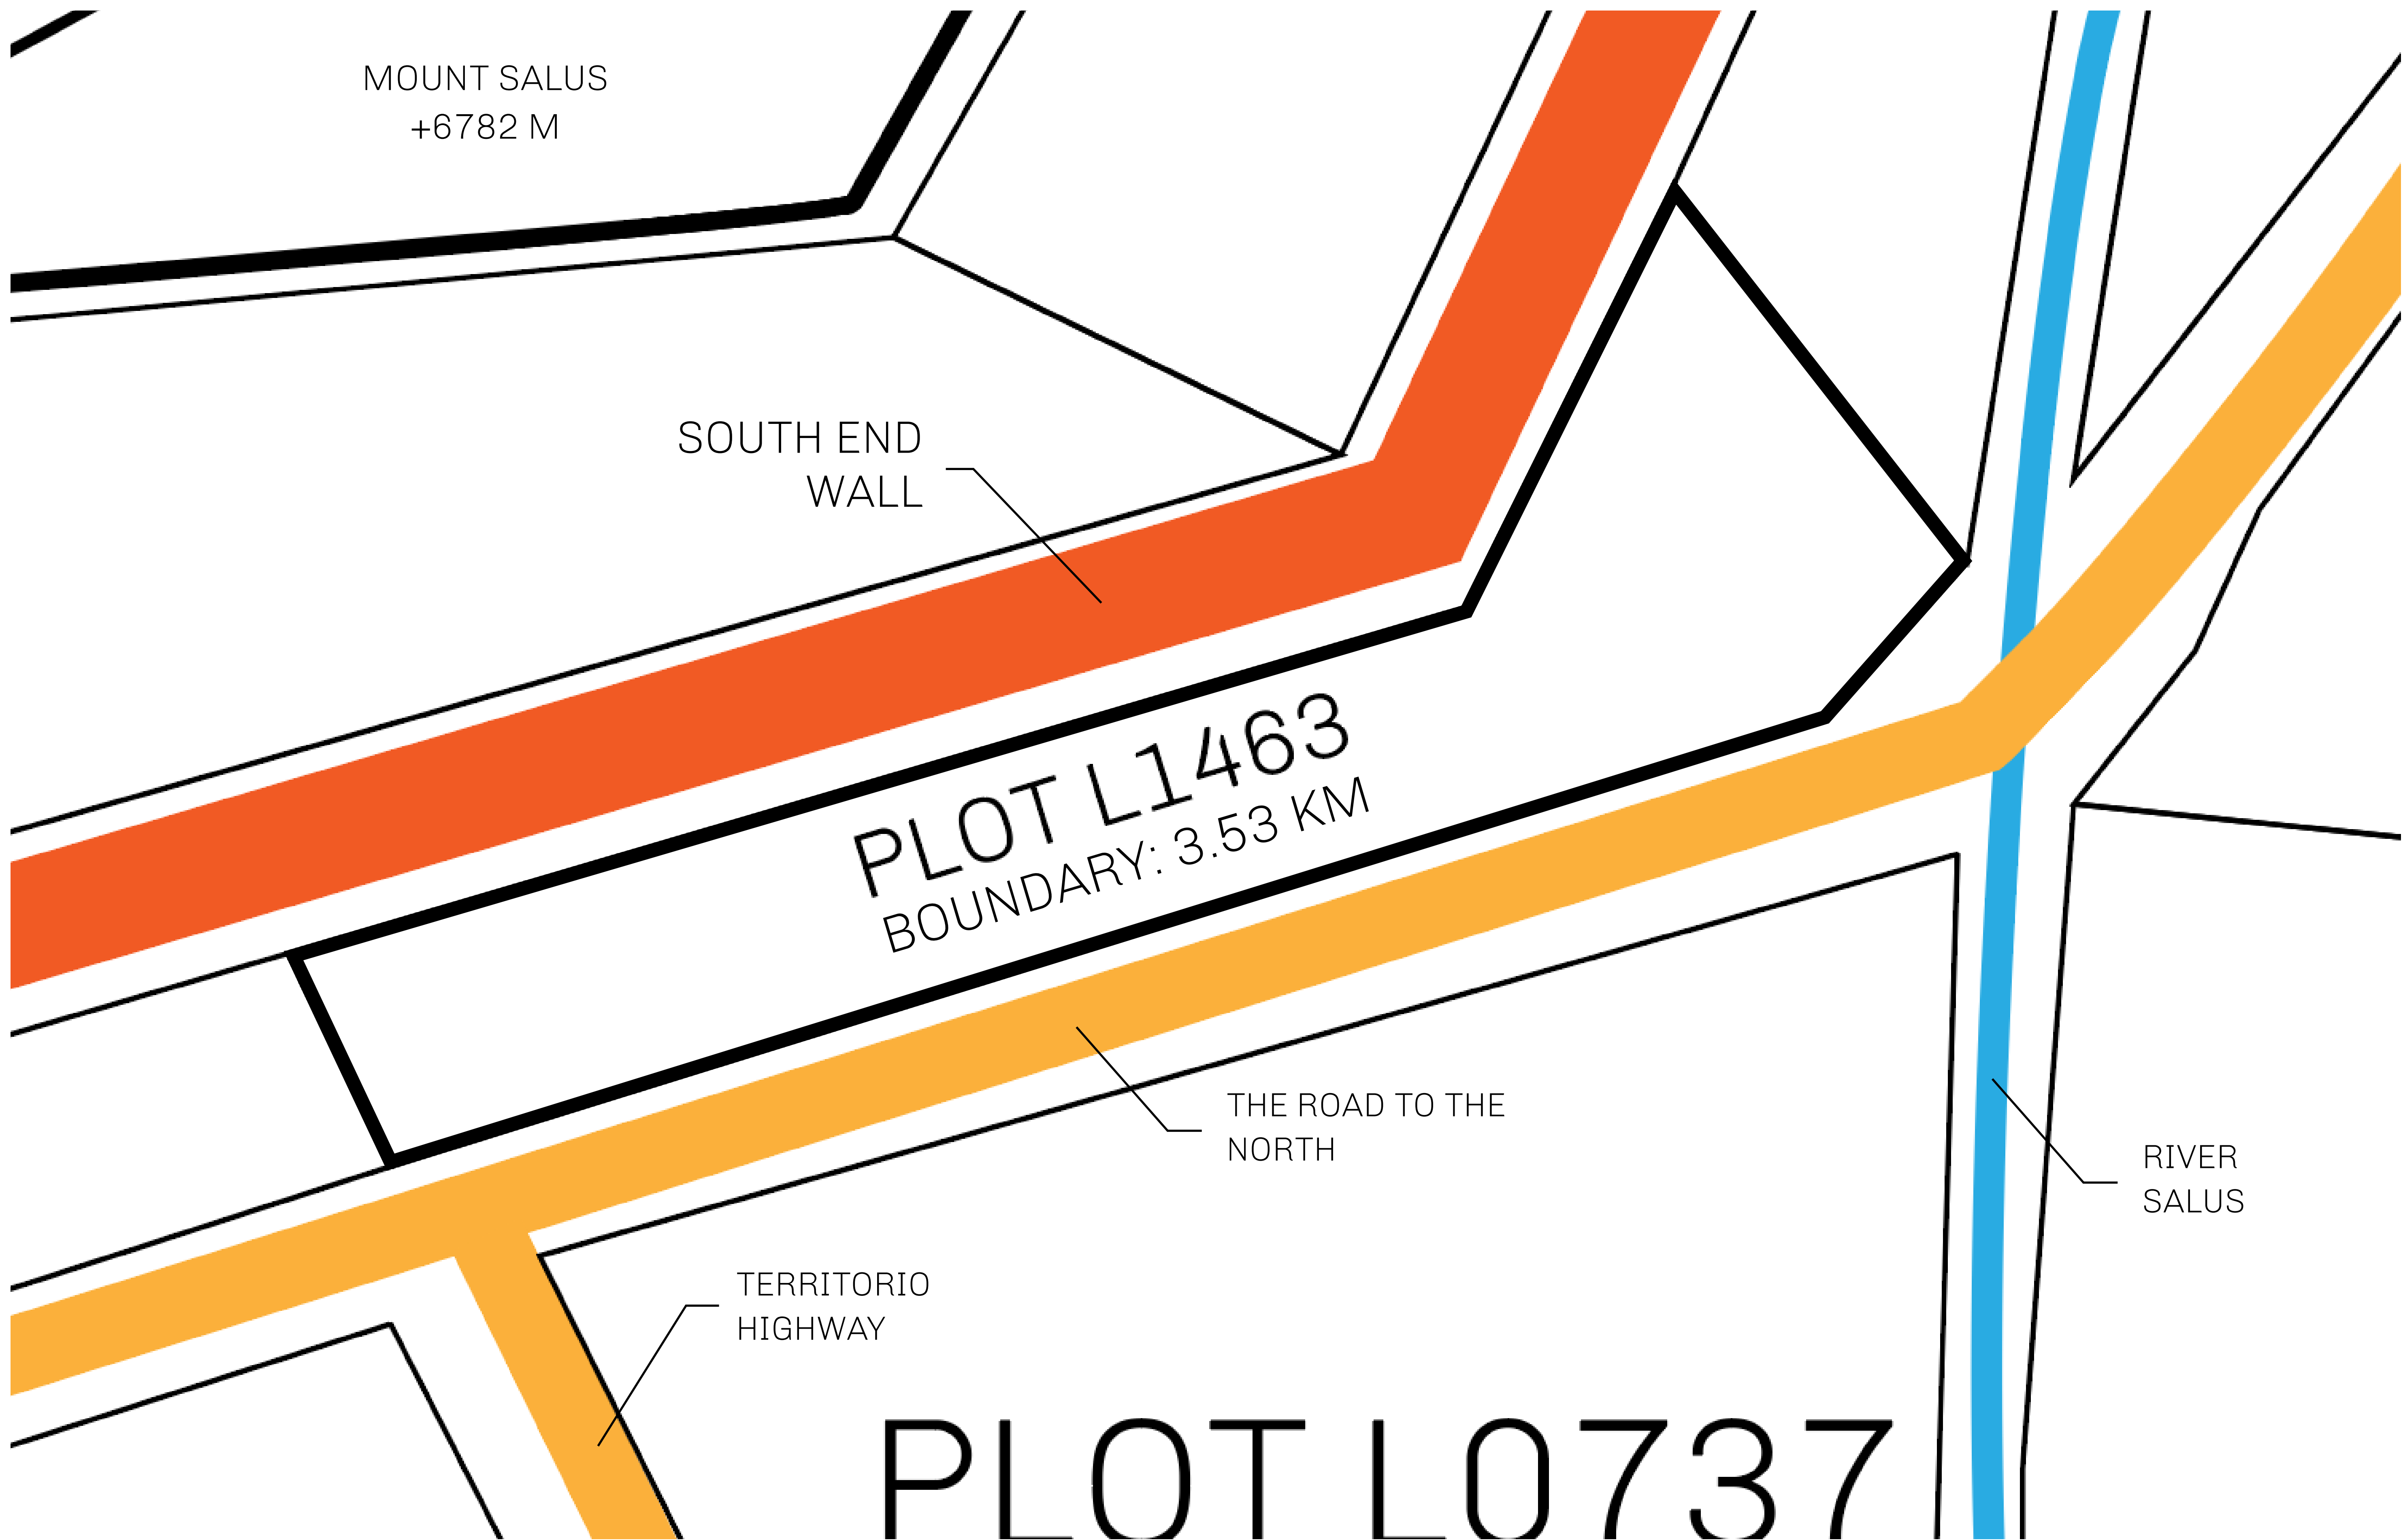 MOUNT SALUS
+6782 M
SOUTH END
WALL
PLOT L1463
BOUNDARY: 3.53 KM
THE ROAD TO THE
NORTH
RIVER
SALUS
TERRITORIO
HIGHWAY
PLOT L0737